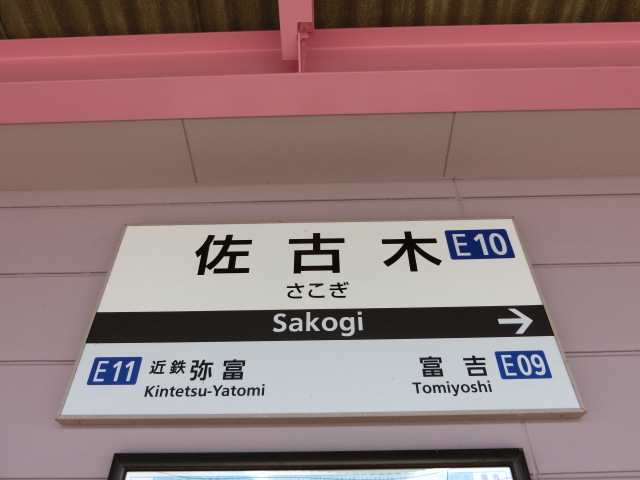 佐古木 E10
さこぎ
Sakogi →
E11 近鉄弥富 富吉 E09
Kintetsu-Yatomi Tomiyoshi